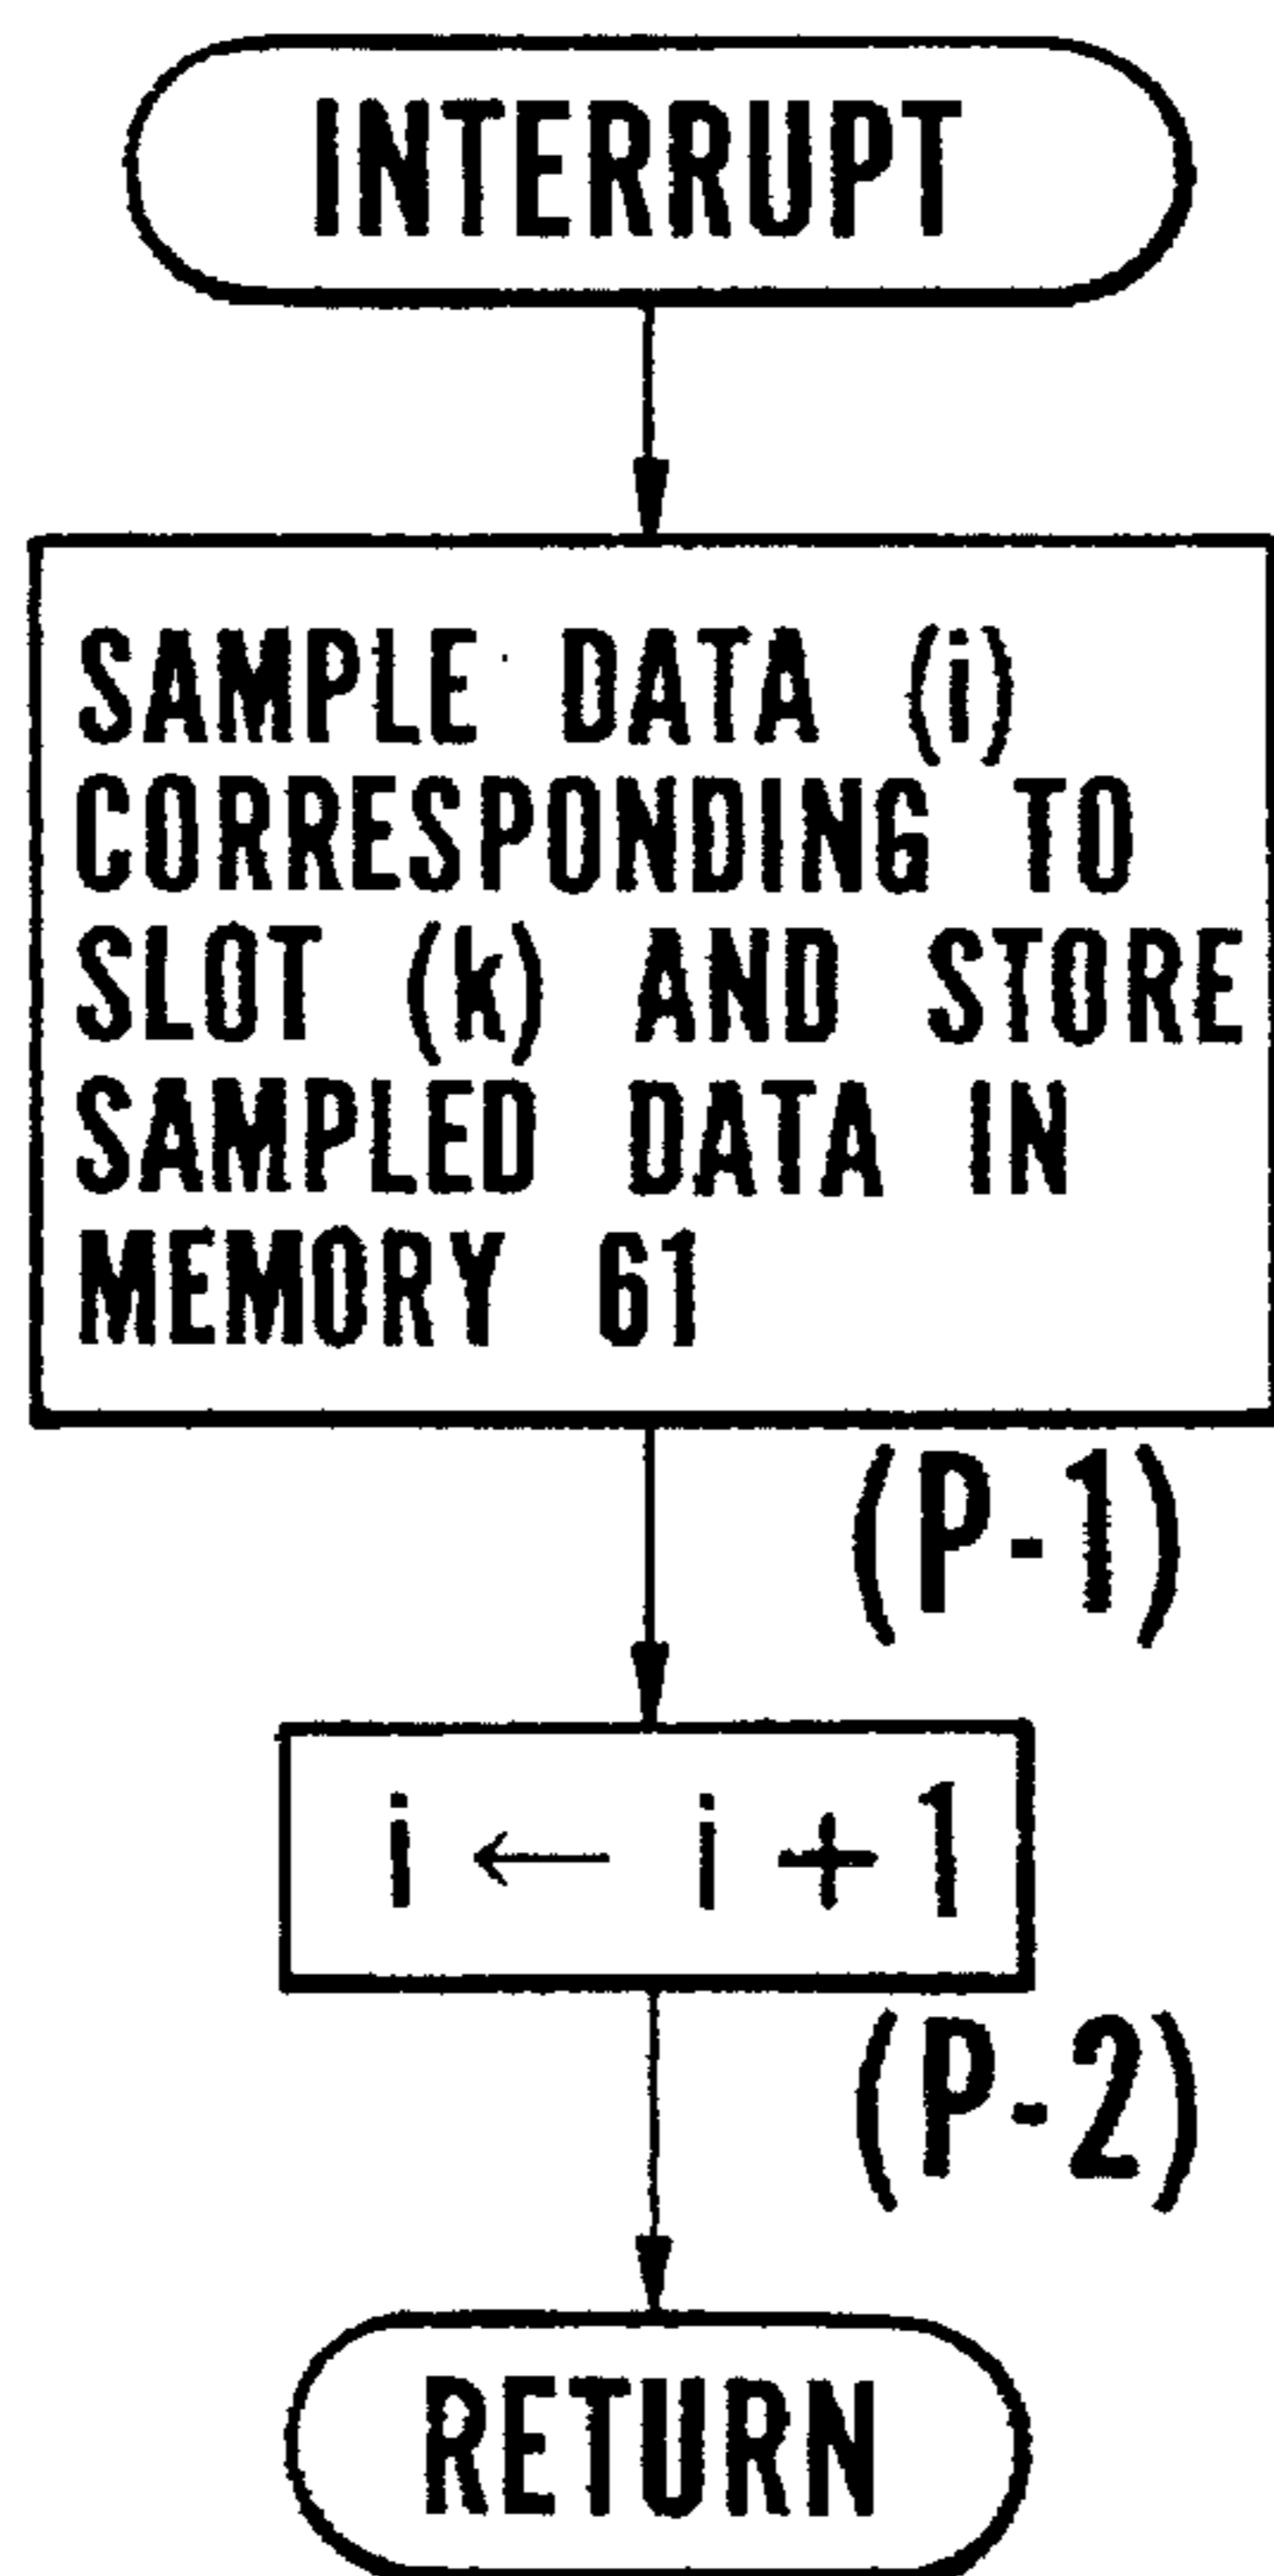 INTERRUPT
SAMPLE DATA (i)
CORRESPONDING TO
SLOT (k) AND STORE
SAMPLED DATA IN
MEMORY 61
(P-1)
i ← i + 1
(P-2)
RETURN